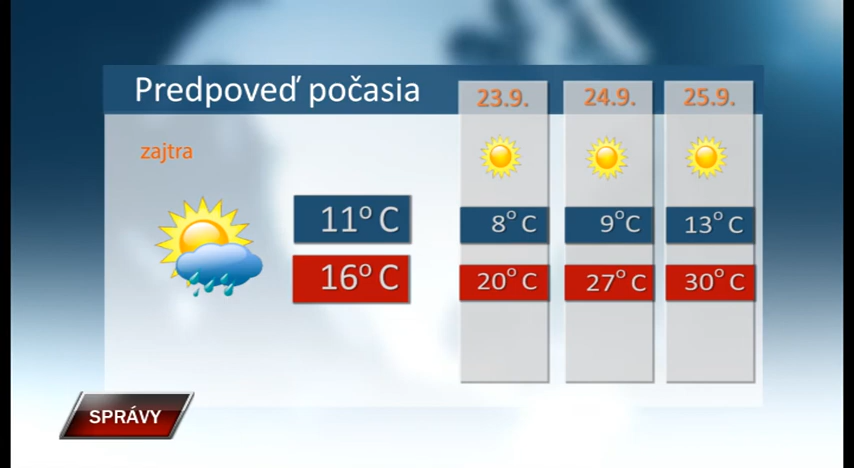 Predpoveď počasia
zajtra
11° C
16° C
23.9. 24.9. 25.9.
8° C 9°C 13° C
20° C 27° C 30° C
SPRÁVY